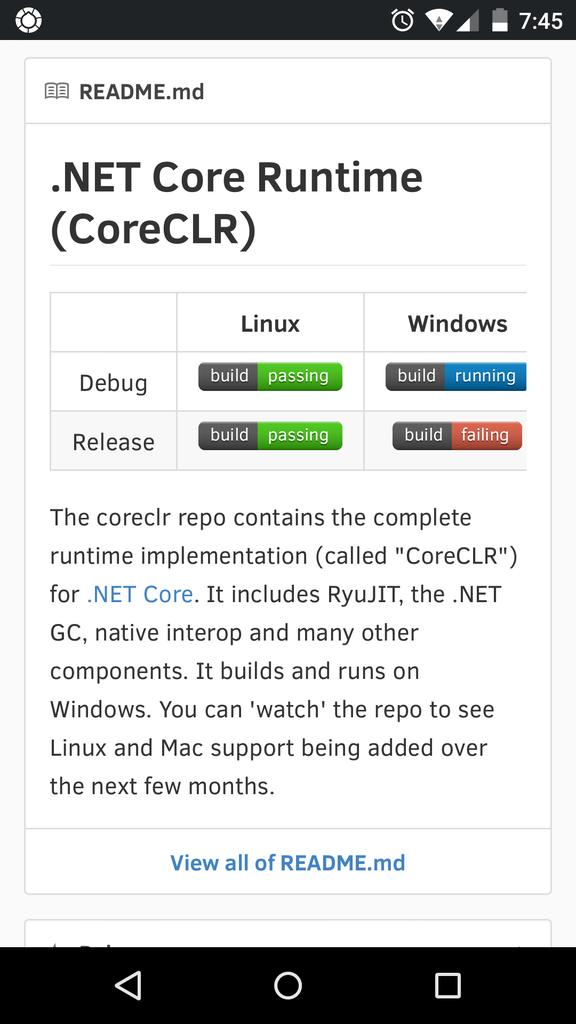 7:45
README.md
.NET Core Runtime
(CoreCLR)
Linux Windows
Debug build passing build running
Release build passing build failing
The coreclr repo contains the complete
runtime implementation (called "CoreCLR")
for .NET Core. It includes RyuJIT, the .NET
GC, native interop and many other
components. It builds and runs on
Windows. You can 'watch' the repo to see
Linux and Mac support being added over
the next few months.
View all of README.md